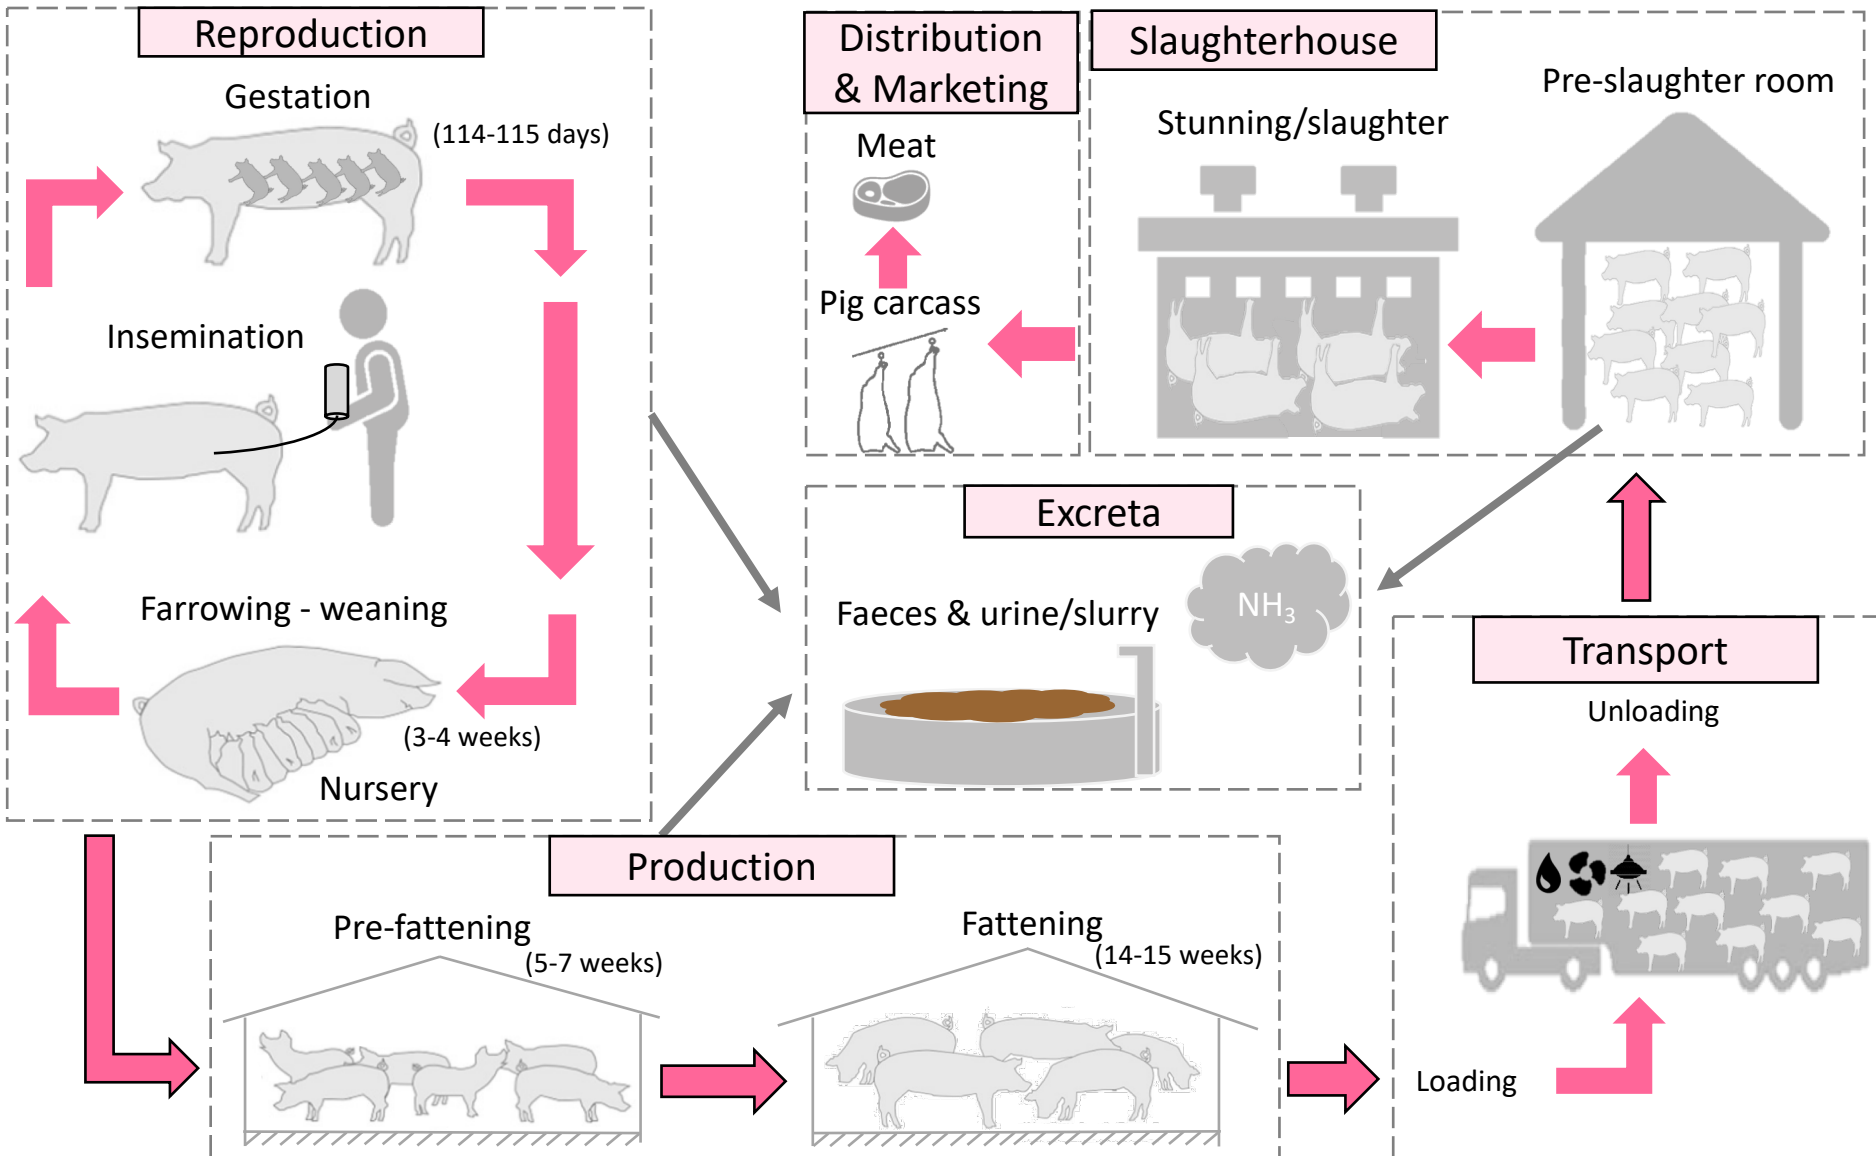 Reproduction
Gestation
(114-115 days)
Insemination
Farrowing - weaning
(3-4 weeks)
Nursery
Production
Pre-fattening
(5-7 weeks)
Fattening
(14-15 weeks)
Transport
Unloading
Loading
Slaughterhouse
Pre-slaughter room
Stunning/slaughter
Distribution
& Marketing
Meat
Pig carcass
Excreta
Faeces & urine/slurry
NH₃